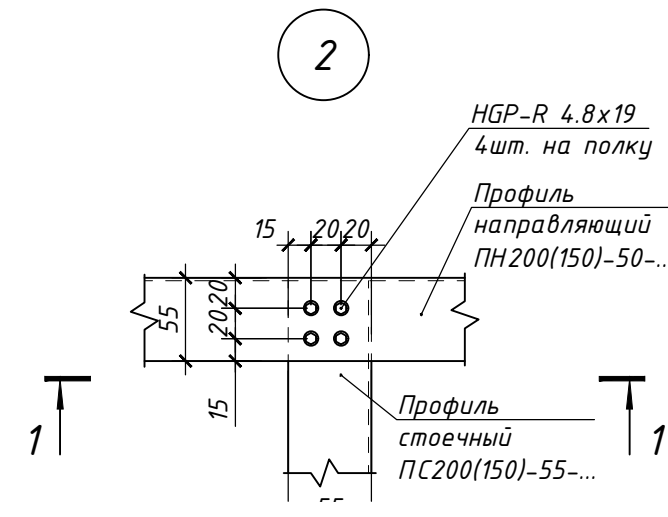 2
HGP-R 4.8x19
4шт. на полку
Профиль
направляющий
ПН200(150)-50-..
15 20 20
20
20
55
15
1
1
Профиль
стоечный
ПС200(150)-55-...
55